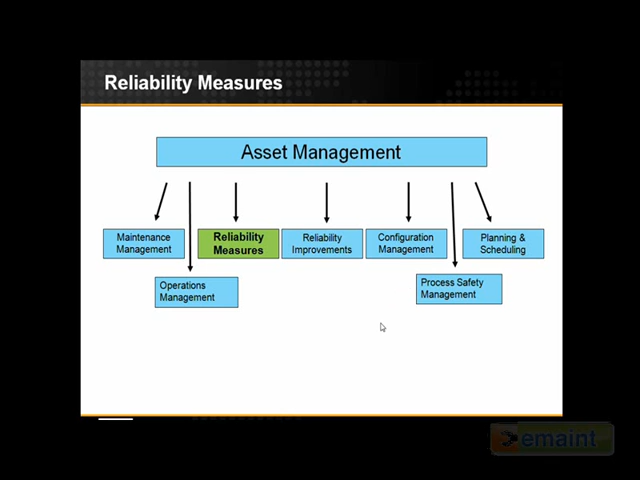 Reliability Measures
Asset Management
Maintenance
Management
Reliability
Measures
Reliability
Improvements
Configuration
Management
Planning &
Scheduling
Operations
Management
Process Safety
Management
emaint